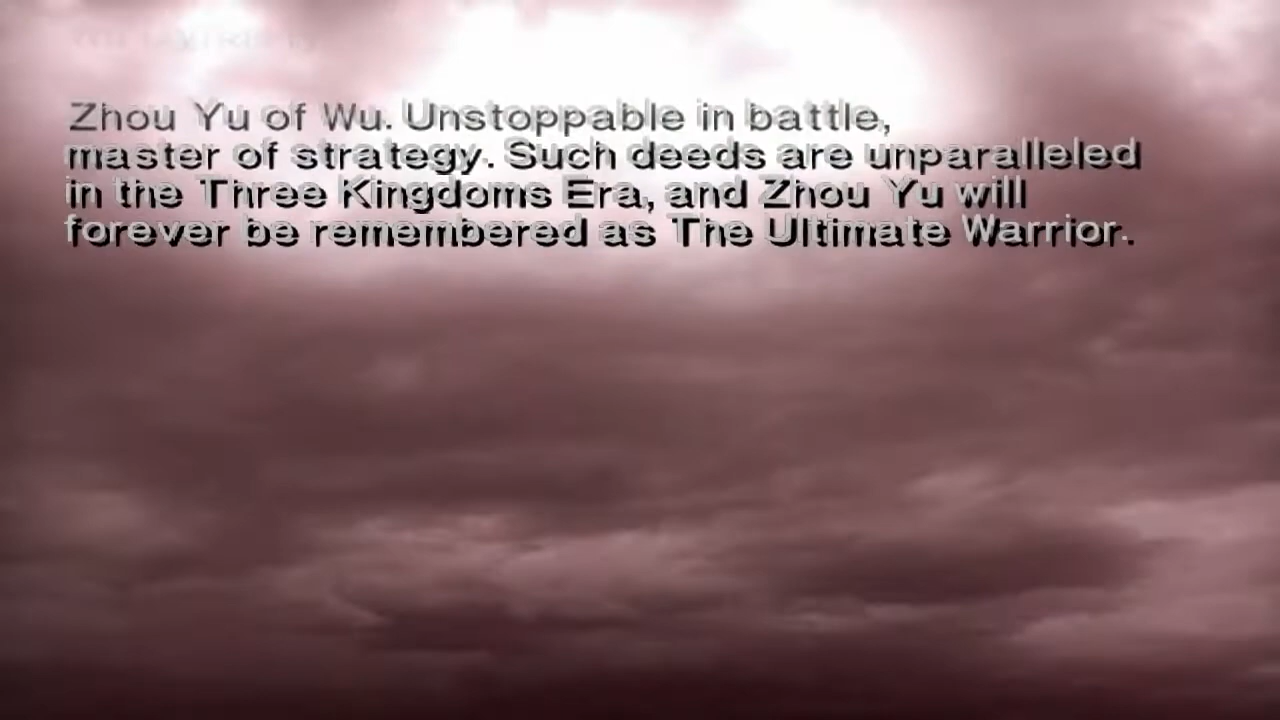 Zhou Yu of Wu. Unstoppable in battle,
master of strategy. Such deeds are unparalleled
in the Three Kingdoms Era, and Zhou Yu will
forever be remembered as The Ultimate Warrior.